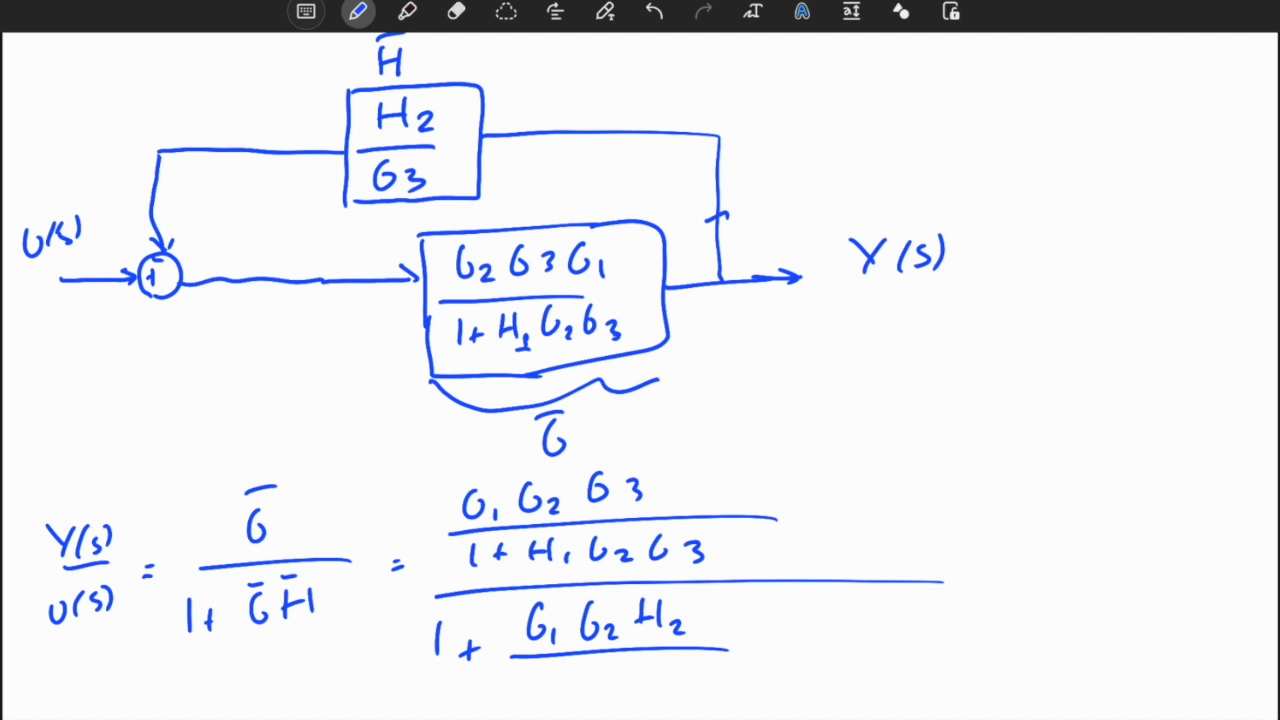 H̅
H2
G3
U(s)
+ -
G2 G3 G1
1 + H1 G2 G3
Y(s)
G̅
Y(s)
U(s)
=
G̅
1 + G̅ H̅
=
G1 G2 G3
1 + H1 G2 G3
1 + G1 G2 H2